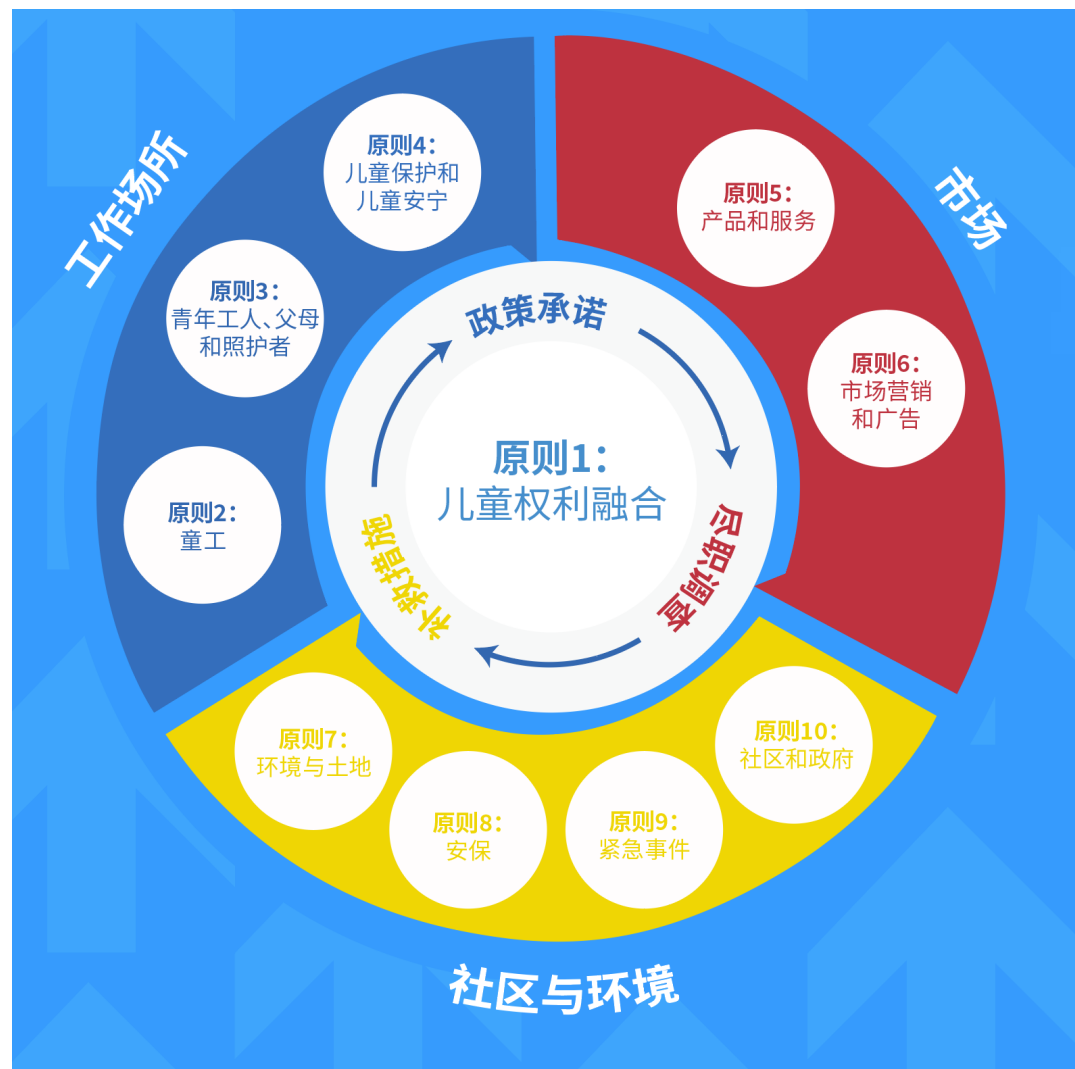 工作场所
原则4：
儿童保护和
儿童安宁
原则3：
青年工人、父母
和照护者
原则2：
童工
市场
原则5：
产品和服务
原则6：
市场营销
和广告
政策承诺
尽职调查
补救措施
原则1：
儿童权利融合
原则7：
环境与土地
原则8：
安保
原则9：
紧急事件
原则10：
社区和政府
社区与环境